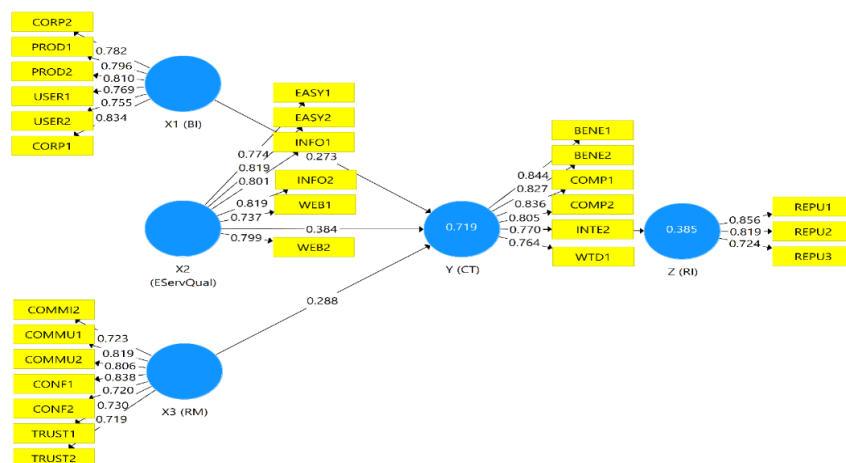 CORP2
PROD1
PROD2
USER1
USER2
CORP1
0.782
0.796
0.810
0.769
0.755
0.834
X1 (BI)
EASY1
EASY2
INFO1
INFO2
WEB1
WEB2
0.774
0.819
0.801
0.819
0.737
0.799
X2
(EServQual)
COMMI2
COMMU1
COMMU2
CONF1
CONF2
TRUST1
TRUST2
0.723
0.819
0.806
0.838
0.720
0.730
0.719
X3 (RM)
0.273
0.384
0.288
0.719
Y (CT)
BENE1
BENE2
COMP1
COMP2
INTE2
WTD1
0.844
0.827
0.836
0.805
0.770
0.764
0.385
Z (RI)
0.856
0.819
0.724
REPU1
REPU2
REPU3